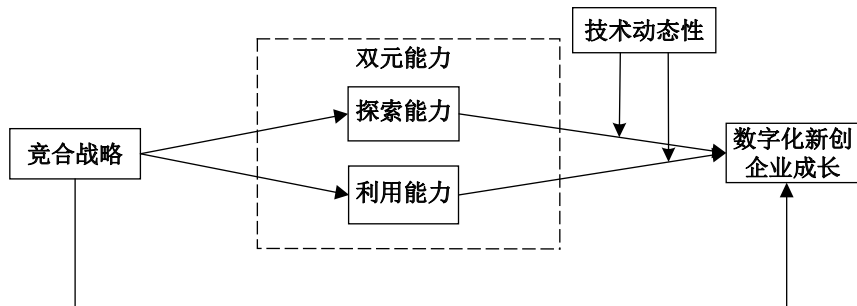 技术动态性
双元能力
探索能力
竞合战略
利用能力
数字化新创
企业成长